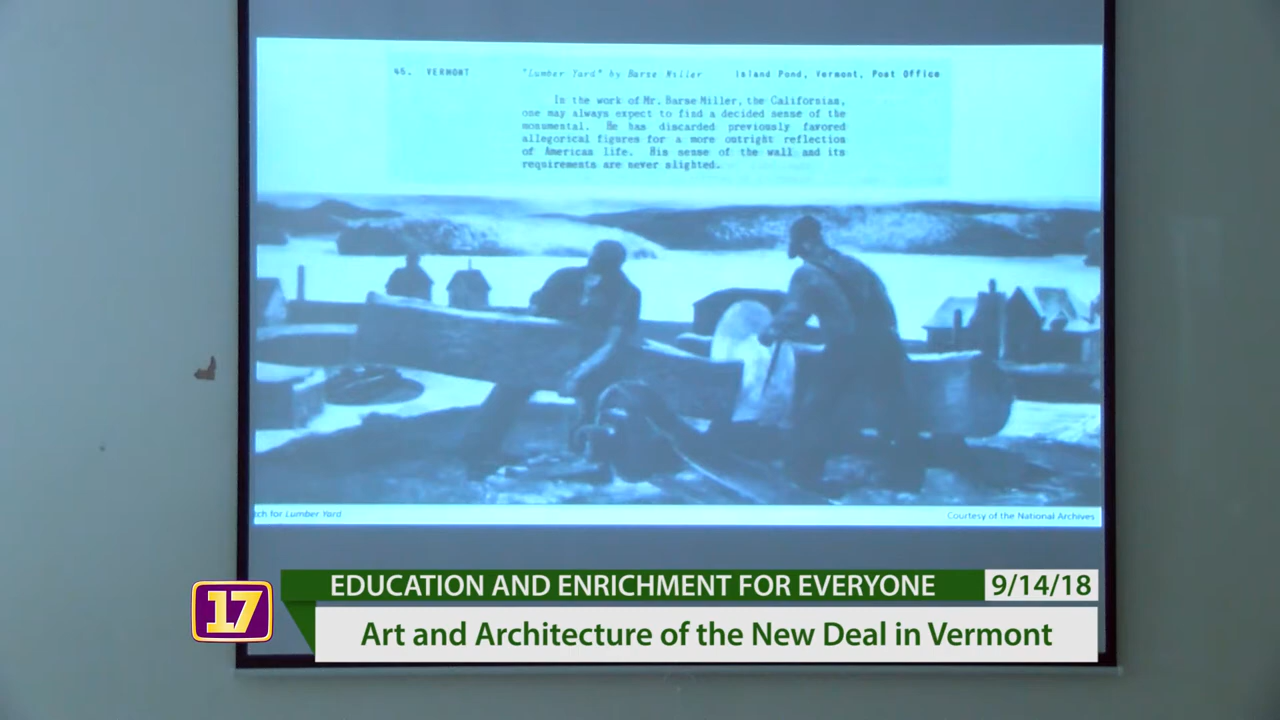 45. VERMONT "Lumber Yard" by Barse Miller Island Pond, Vermont, Post Office
In the work of Mr. Barse Miller, the Californian,
one may always expect to find a decided sense of the
monumental. He has discarded previously favored
allegorical figures for a more outright reflection
of American life. His sense of the wall and its
requirements are never slighted.
tch for Lumber Yard Courtesy of the National Archives
EDUCATION AND ENRICHMENT FOR EVERYONE 9/14/18
17 Art and Architecture of the New Deal in Vermont